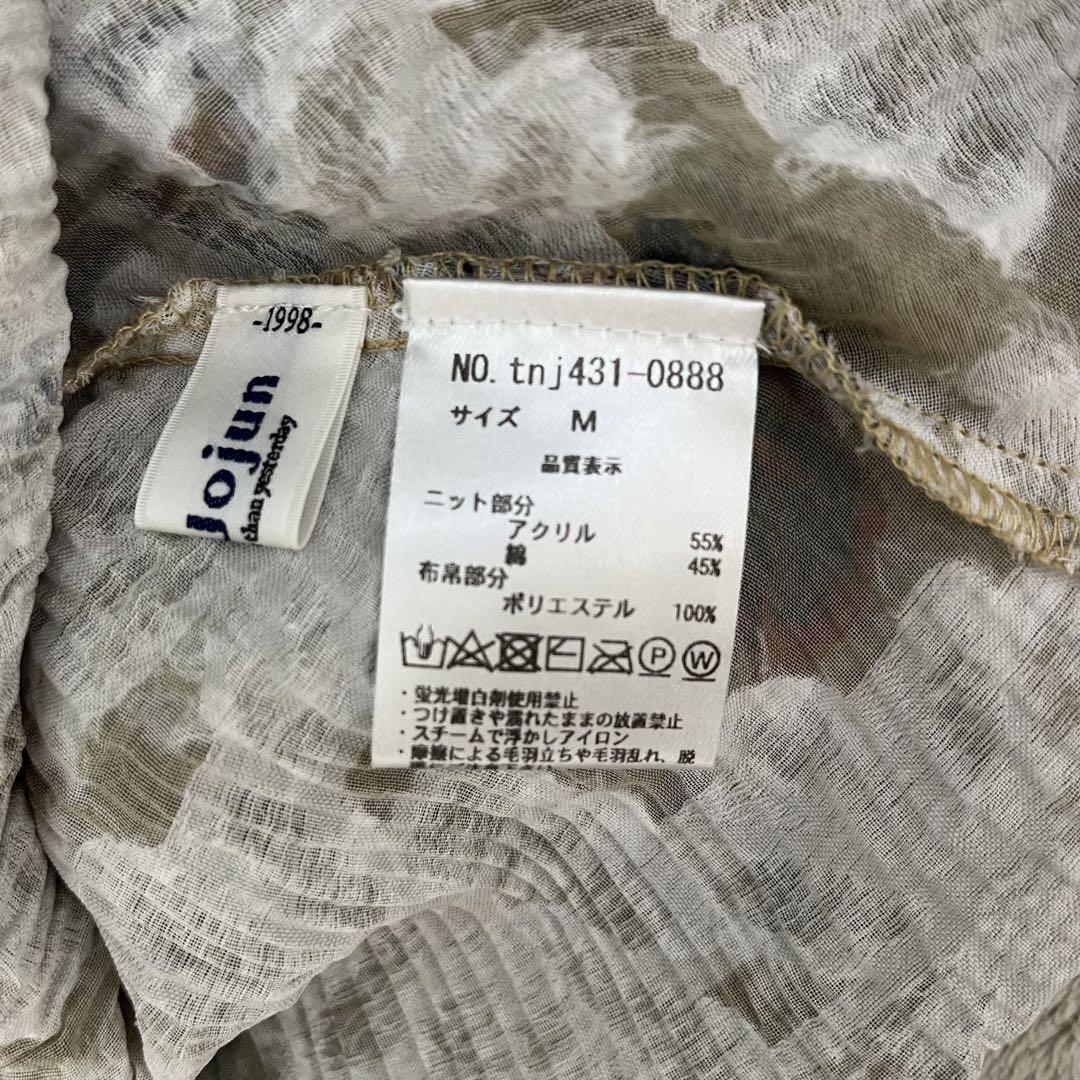 -1998-
Jojun
than yesterday
NO. tnj431-0888
サイズ M
品質表示
ニット部分
アクリル 55%
綿 45%
布帛部分
ポリエステル 100%
P W
・蛍光増白剤使用禁止
・つけ置きや濡れたままの放置禁止
・スチームで浮かしアイロン
・摩擦による毛羽立ちや毛羽乱れ、脱